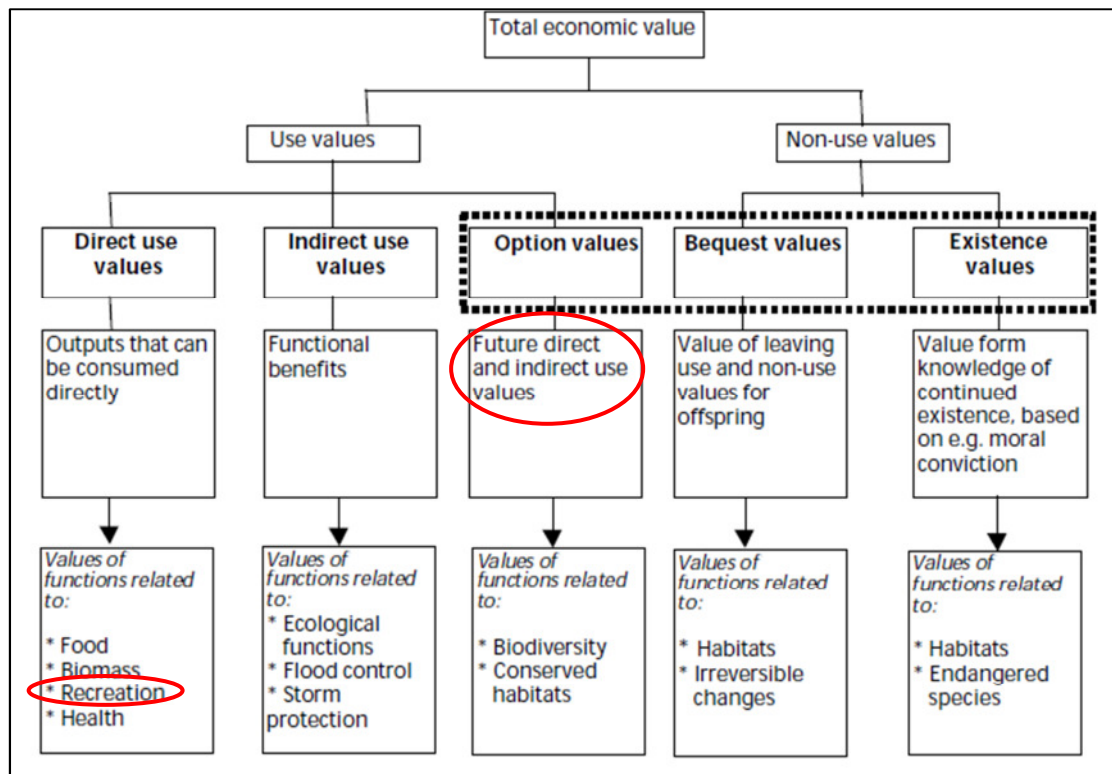 Total economic value
Use values
Non-use values
Direct use
values
Indirect use
values
Option values
Bequest values
Existence
values
Outputs that can
be consumed
directly
Functional
benefits
Future direct
and indirect use
values
Value of leaving
use and non-use
values for
offspring
Value form
knowledge of
continued
existence, based
on e.g. moral
conviction
Values of
functions related
to:
* Food
* Biomass
* Recreation
* Health
Values of
functions related
to:
* Ecological
functions
* Flood control
* Storm
protection
Values of
functions related
to:
* Biodiversity
* Conserved
habitats
Values of
functions related
to:
* Habitats
* Irreversible
changes
Values of
functions related
to:
* Habitats
* Endangered
species